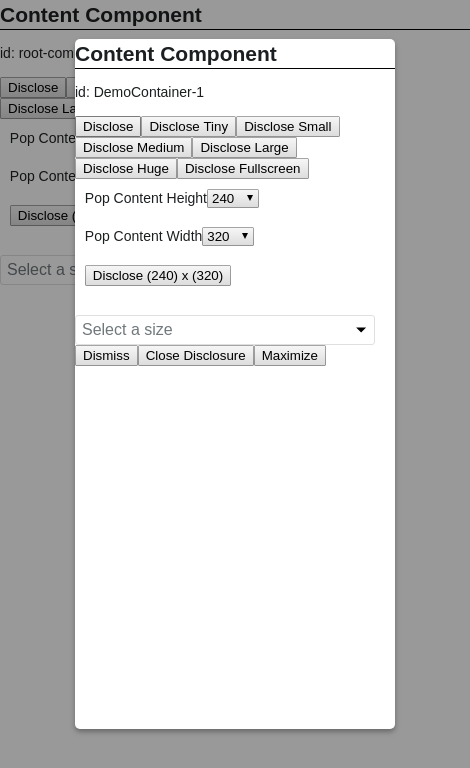 Content Component
id: root-com
Disclose
Disclose La
Pop Conte
Pop Conte
Disclose (
Select a s
Content Component
id: DemoContainer-1
Disclose Disclose Tiny Disclose Small
Disclose Medium Disclose Large
Disclose Huge Disclose Fullscreen
Pop Content Height 240
Pop Content Width 320
Disclose (240) x (320)
Select a size
Dismiss Close Disclosure Maximize